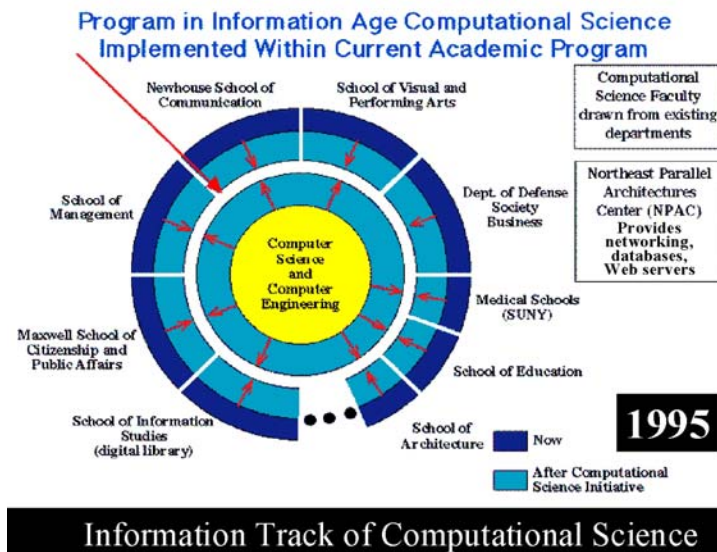 Program in Information Age Computational Science
Implemented Within Current Academic Program
Newhouse School of
Communication
School of Visual and
Performing Arts
Computational
Science Faculty
drawn from existing
departments
School of
Management
Dept. of Defense
Society
Business
Northeast Parallel
Architectures
Center (NPAC)
Provides
networking,
databases,
Web servers
Computer
Science
and
Computer
Engineering
Medical Schools
(SUNY)
Maxwell School of
Citizenship and
Public Affairs
School of Education
School of Information
Studies
(digital library)
School of
Architecture
Now
1995
After Computational
Science Initiative
Information Track of Computational Science